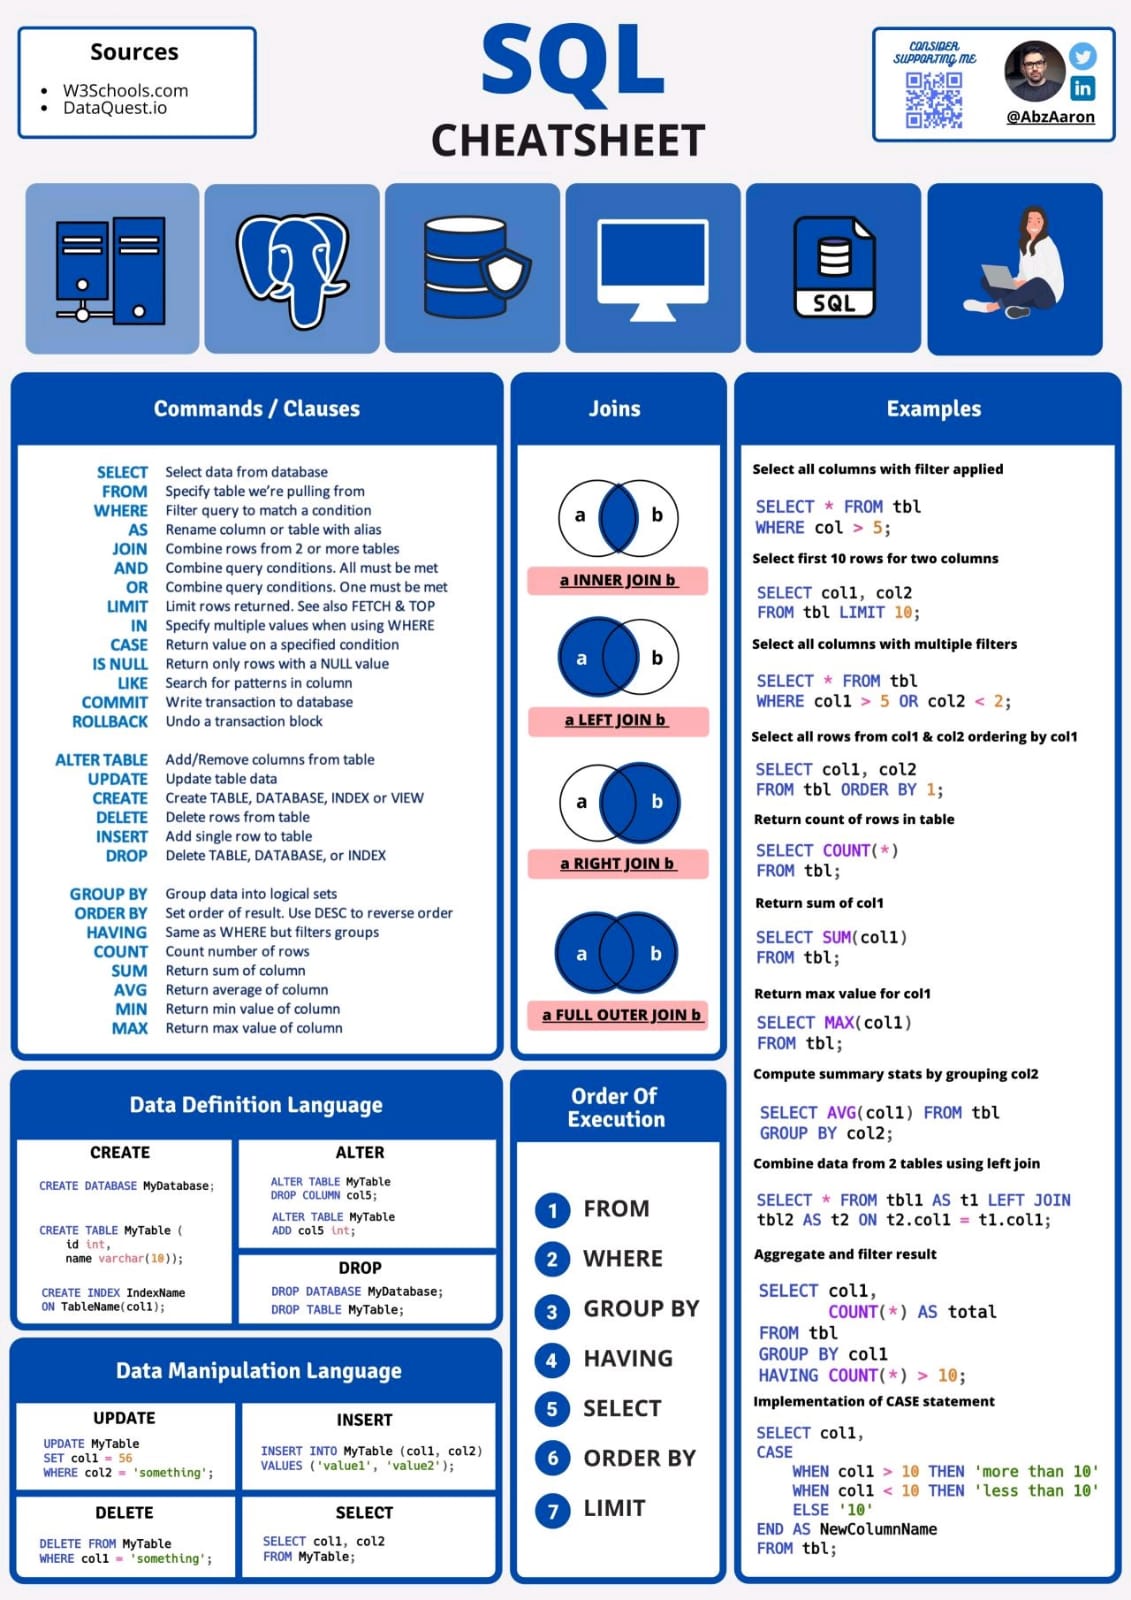 Sources
• W3Schools.com
• DataQuest.io
SQL
CHEATSHEET
CONSIDER
SUPPORTING ME
@AbzAaron
in
SQL
Commands / Clauses
SELECT Select data from database
FROM Specify table we're pulling from
WHERE Filter query to match a condition
AS Rename column or table with alias
JOIN Combine rows from 2 or more tables
AND Combine query conditions. All must be met
OR Combine query conditions. One must be met
LIMIT Limit rows returned. See also FETCH & TOP
IN Specify multiple values when using WHERE
CASE Return value on a specified condition
IS NULL Return only rows with a NULL value
LIKE Search for patterns in column
COMMIT Write transaction to database
ROLLBACK Undo a transaction block
ALTER TABLE Add/Remove columns from table
UPDATE Update table data
CREATE Create TABLE, DATABASE, INDEX or VIEW
DELETE Delete rows from table
INSERT Add single row to table
DROP Delete TABLE, DATABASE, or INDEX
GROUP BY Group data into logical sets
ORDER BY Set order of result. Use DESC to reverse order
HAVING Same as WHERE but filters groups
COUNT Count number of rows
SUM Return sum of column
AVG Return average of column
MIN Return min value of column
MAX Return max value of column
Joins
a b
a INNER JOIN b
a b
a LEFT JOIN b
a b
a RIGHT JOIN b
a b
a FULL OUTER JOIN b
Examples
Select all columns with filter applied
SELECT * FROM tbl
WHERE col > 5;
Select first 10 rows for two columns
SELECT col1, col2
FROM tbl LIMIT 10;
Select all columns with multiple filters
SELECT * FROM tbl
WHERE col1 > 5 OR col2 < 2;
Select all rows from col1 & col2 ordering by col1
SELECT col1, col2
FROM tbl ORDER BY 1;
Return count of rows in table
SELECT COUNT(*)
FROM tbl;
Return sum of col1
SELECT SUM(col1)
FROM tbl;
Return max value for col1
SELECT MAX(col1)
FROM tbl;
Compute summary stats by grouping col2
SELECT AVG(col1) FROM tbl
GROUP BY col2;
Combine data from 2 tables using left join
SELECT * FROM tbl1 AS t1 LEFT JOIN
tbl2 AS t2 ON t2.col1 = t1.col1;
Aggregate and filter result
SELECT col1,
COUNT(*) AS total
FROM tbl
GROUP BY col1
HAVING COUNT(*) > 10;
Implementation of CASE statement
SELECT col1,
CASE
WHEN col1 > 10 THEN 'more than 10'
WHEN col1 < 10 THEN 'less than 10'
ELSE '10'
END AS NewColumnName
FROM tbl;
Data Definition Language
CREATE
CREATE DATABASE MyDatabase;
CREATE TABLE MyTable (
id int,
name varchar(10));
CREATE INDEX IndexName
ON TableName(col1);
ALTER
ALTER TABLE MyTable
DROP COLUMN col5;
ALTER TABLE MyTable
ADD col5 int;
DROP
DROP DATABASE MyDatabase;
DROP TABLE MyTable;
Order Of
Execution
1 FROM
2 WHERE
3 GROUP BY
4 HAVING
5 SELECT
6 ORDER BY
7 LIMIT
Data Manipulation Language
UPDATE
UPDATE MyTable
SET col1 = 56
WHERE col2 = 'something';
INSERT
INSERT INTO MyTable (col1, col2)
VALUES ('value1', 'value2');
DELETE
DELETE FROM MyTable
WHERE col1 = 'something';
SELECT
SELECT col1, col2
FROM MyTable;